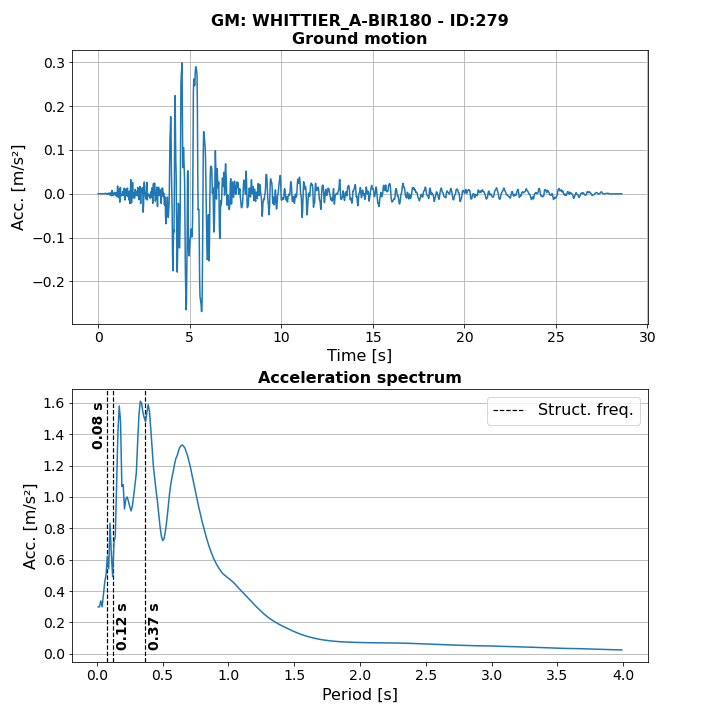 GM: WHITTIER_A-BIR180 - ID:279
Ground motion
0.3
0.2
0.1
0.0
−0.1
−0.2
Acc. [m/s²]
0 5 10 15 20 25 30
Time [s]
Acceleration spectrum
1.6
1.4
1.2
1.0
0.8
0.6
0.4
0.2
0.0
Acc. [m/s²]
Struct. freq.
0.08 s
0.12 s
0.37 s
0.0 0.5 1.0 1.5 2.0 2.5 3.0 3.5 4.0
Period [s]